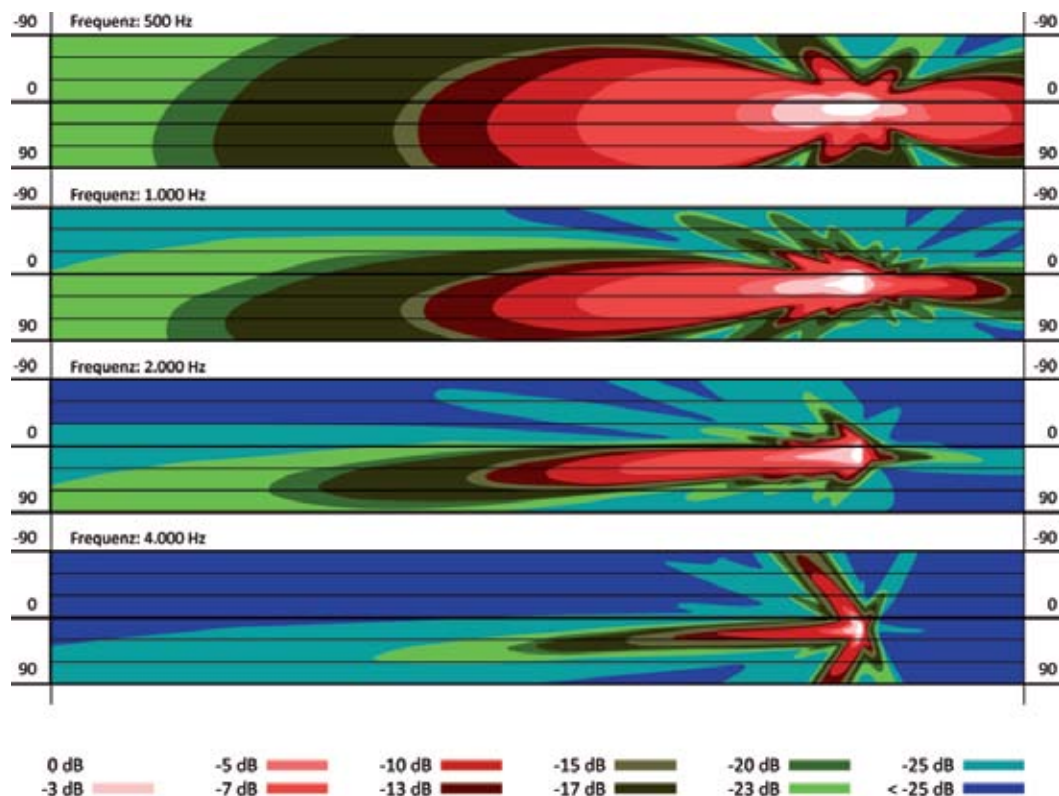 -90 Frequenz: 500 Hz -90
0 0
90 90
-90 Frequenz: 1.000 Hz -90
0 0
90 90
-90 Frequenz: 2.000 Hz -90
0 0
90 90
-90 Frequenz: 4.000 Hz -90
0 0
90 90
0 dB -5 dB -10 dB -15 dB -20 dB -25 dB
-3 dB -7 dB -13 dB -17 dB -23 dB < -25 dB